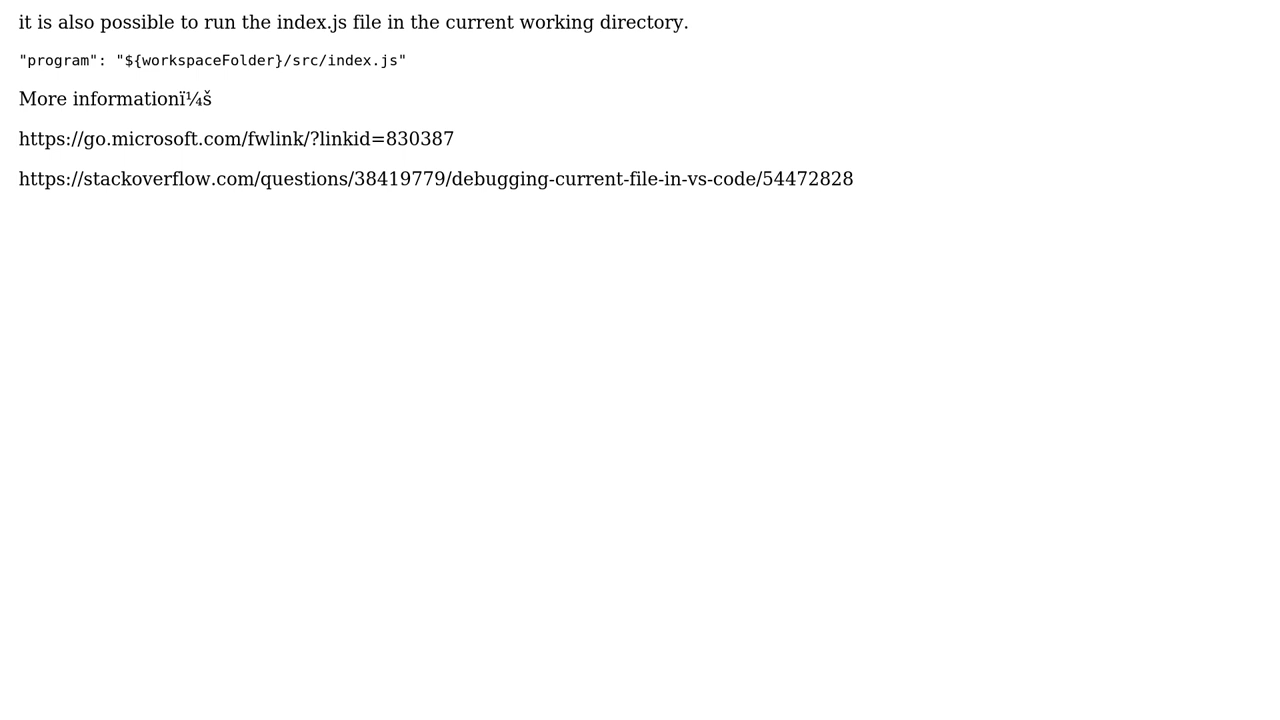 it is also possible to run the index.js file in the current working directory.
"program": "${workspaceFolder}/src/index.js"
More informationï¼š
https://go.microsoft.com/fwlink/?linkid=830387
https://stackoverflow.com/questions/38419779/debugging-current-file-in-vs-code/54472828